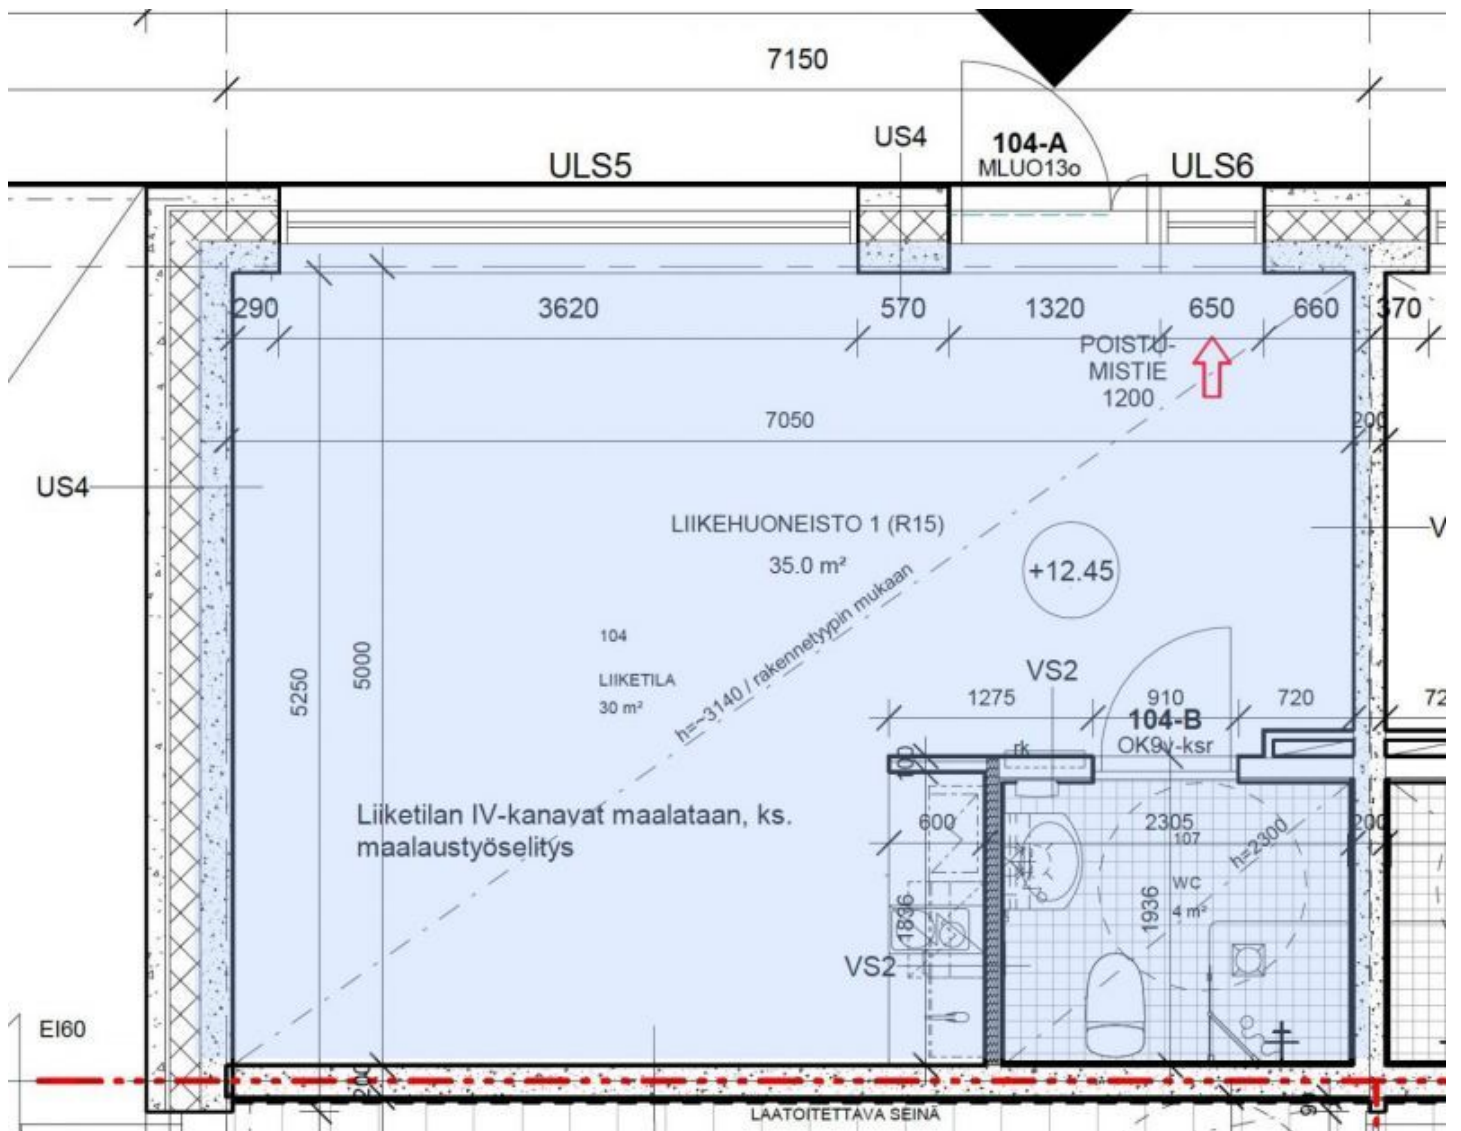 7150
US4
104-A
MLUO13o
ULS5
ULS6
290
3620
570
1320
650
660
370
POISTU-
MISTIE
1200
7050
200
US4
LIIKEHUONEISTO 1 (R15)
35.0 m²
+12.45
V
h=~3140 / rakennetyypin mukaan
104
LIIKETILA
30 m²
5250
5000
VS2
1275
910
720
72
104-B
OK9v-ksr
rk
100
Liiketilan IV-kanavat maalataan, ks.
maalaustyöselitys
600
2305
200
107
h=2300
WC
4 m²
1836
1936
VS2
EI60
200
LAATOITETTAVA SEINÄ